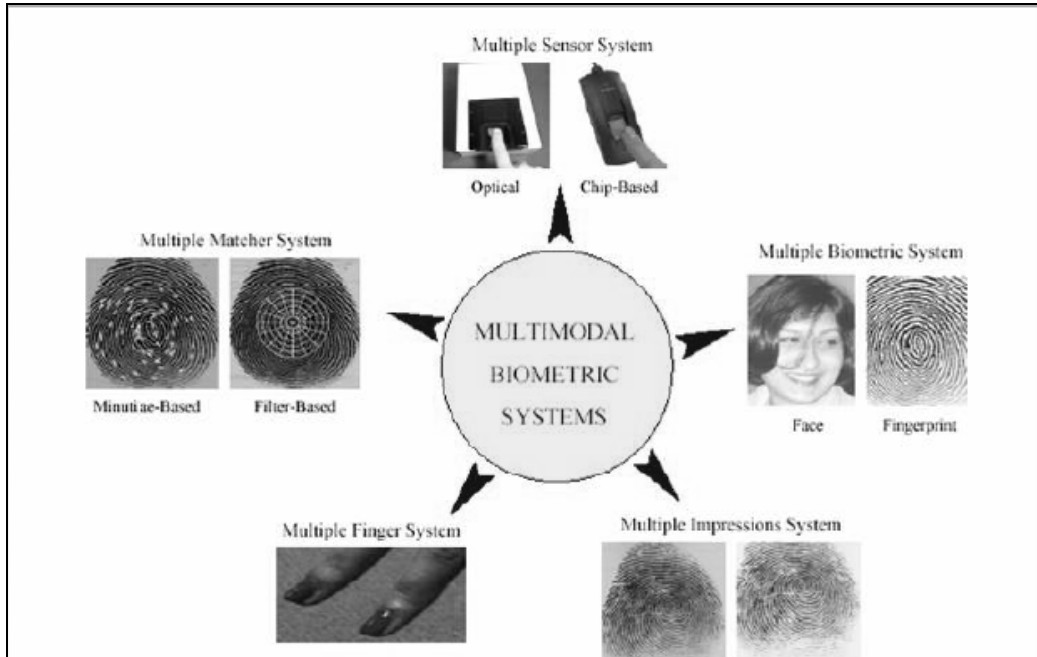 Multiple Sensor System
Optical
Chip-Based
Multiple Matcher System
Minutiae-Based
Filter-Based
Multiple Biometric System
Face
Fingerprint
MULTIMODAL
BIOMETRIC
SYSTEMS
Multiple Finger System
Multiple Impressions System